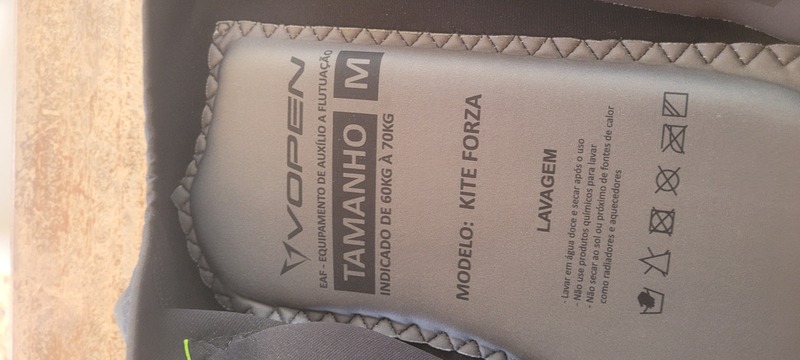 VOPEN
EAF - EQUIPAMENTO DE AUXÍLIO A FLUTUAÇÃO
TAMANHO M
INDICADO DE 60KG À 70KG
MODELO: KITE FORZA
LAVAGEM
- Lavar em água doce e secar após o uso
- Não use produtos químicos para lavar
- Não secar ao sol ou próximo de fontes de calor
como radiadores e aquecedores